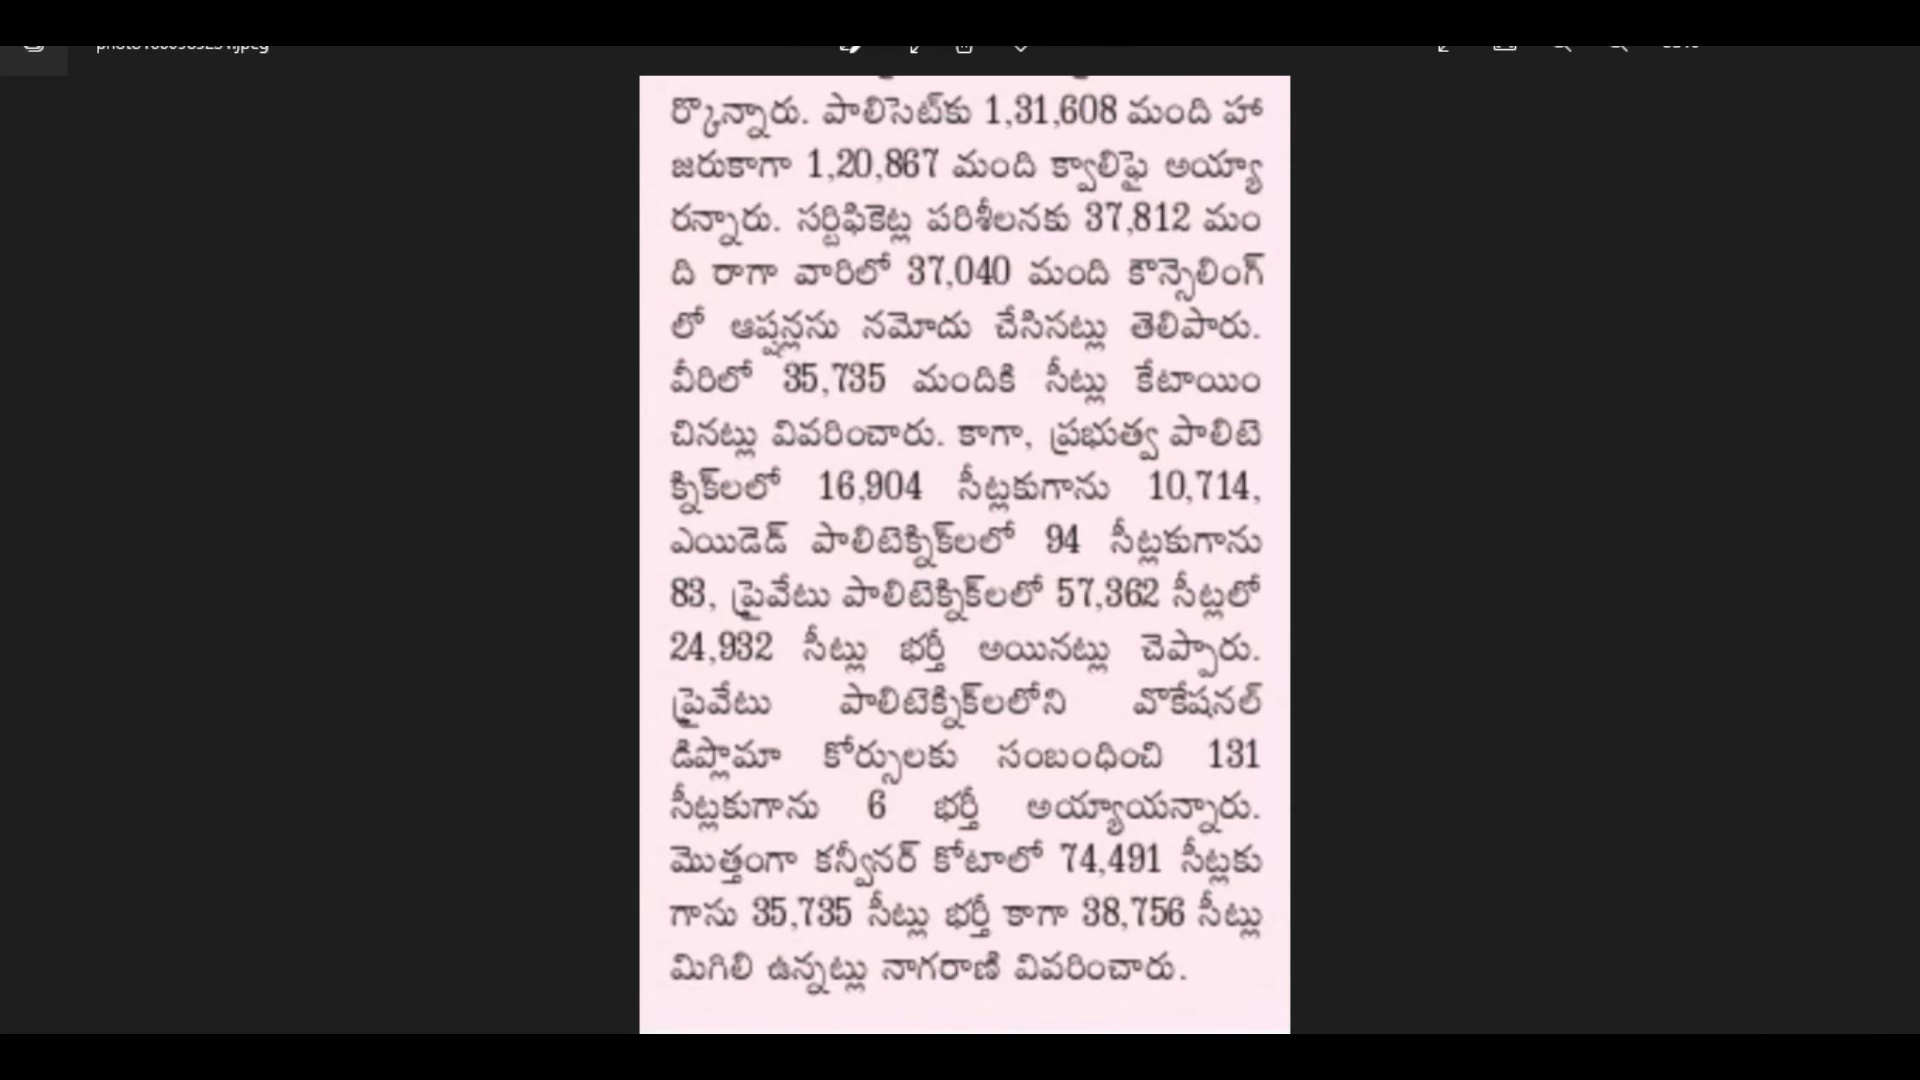 ర్కొన్నారు. పాలిసెట్‌కు 1,31,608 మంది హా
జరుకాగా 1,20,867 మంది క్వాలిఫై అయ్యా
రన్నారు. సర్టిఫికెట్ల పరిశీలనకు 37,812 మం
ది రాగా వారిలో 37,040 మంది కౌన్సెలింగ్
లో ఆప్షన్లను నమోదు చేసినట్లు తెలిపారు.
వీరిలో 35,735 మందికి సీట్లు కేటాయిం
చినట్లు వివరించారు. కాగా, ప్రభుత్వ పాలిటె
క్నిక్‌లలో 16,904 సీట్లకుగాను 10,714,
ఎయిడెడ్ పాలిటెక్నిక్‌లలో 94 సీట్లకుగాను
83, ప్రైవేటు పాలిటెక్నిక్‌లలో 57,362 సీట్లలో
24,932 సీట్లు భర్తీ అయినట్లు చెప్పారు.
ప్రైవేటు పాలిటెక్నిక్‌లలోని వొకేషనల్
డిప్లొమా కోర్సులకు సంబంధించి 131
సీట్లకుగాను 6 భర్తీ అయ్యాయన్నారు.
మొత్తంగా కన్వీనర్ కోటాలో 74,491 సీట్లకు
గాను 35,735 సీట్లు భర్తీ కాగా 38,756 సీట్లు
మిగిలి ఉన్నట్లు నాగరాణి వివరించారు.